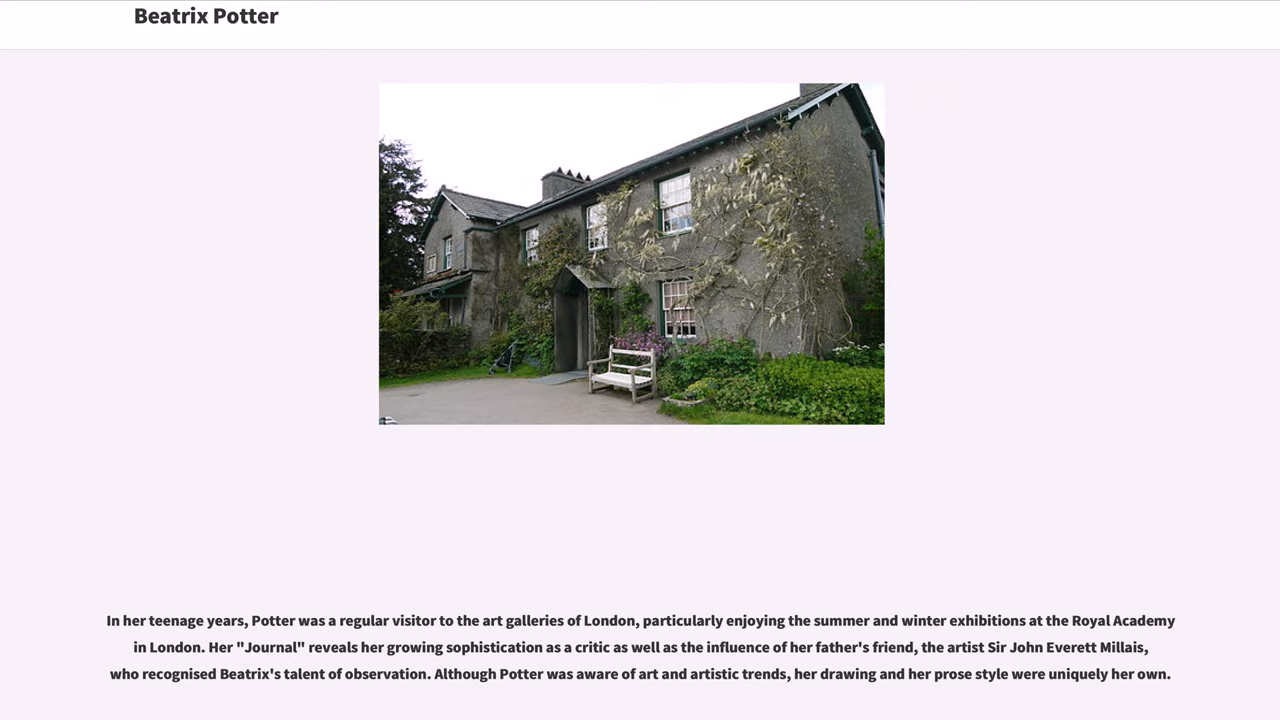 Beatrix Potter
In her teenage years, Potter was a regular visitor to the art galleries of London, particularly enjoying the summer and winter exhibitions at the Royal Academy
in London. Her "Journal" reveals her growing sophistication as a critic as well as the influence of her father's friend, the artist Sir John Everett Millais,
who recognised Beatrix's talent of observation. Although Potter was aware of art and artistic trends, her drawing and her prose style were uniquely her own.